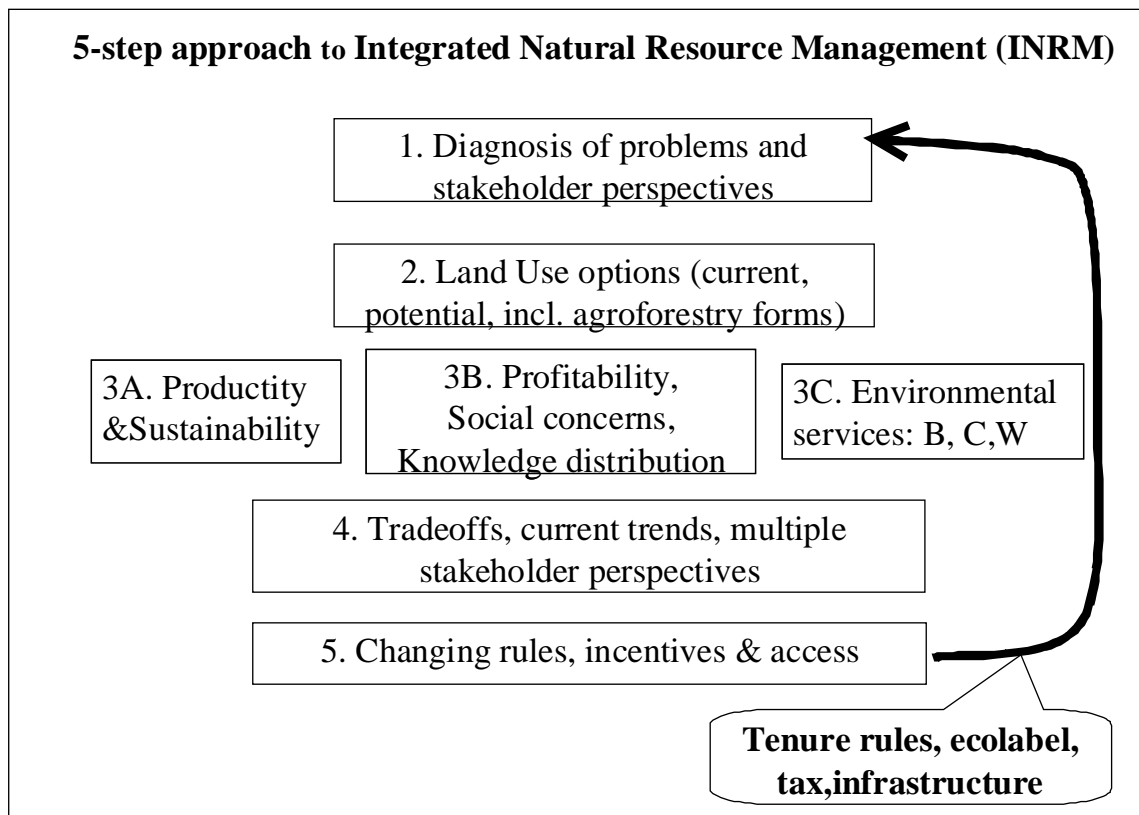 5-step approach to Integrated Natural Resource Management (INRM)
1. Diagnosis of problems and
stakeholder perspectives
2. Land Use options (current,
potential, incl. agroforestry forms)
3A. Productity
&Sustainability
3B. Profitability,
Social concerns,
Knowledge distribution
3C. Environmental
services: B, C,W
4. Tradeoffs, current trends, multiple
stakeholder perspectives
5. Changing rules, incentives & access
Tenure rules, ecolabel,
tax,infrastructure